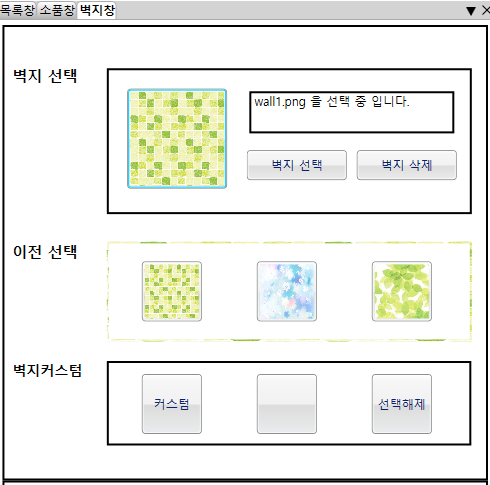 목록창 소품창 벽지창
벽지 선택
wall1.png 을 선택 중 입니다.
벽지 선택 벽지 삭제
이전 선택
벽지커스텀
커스텀 선택해제